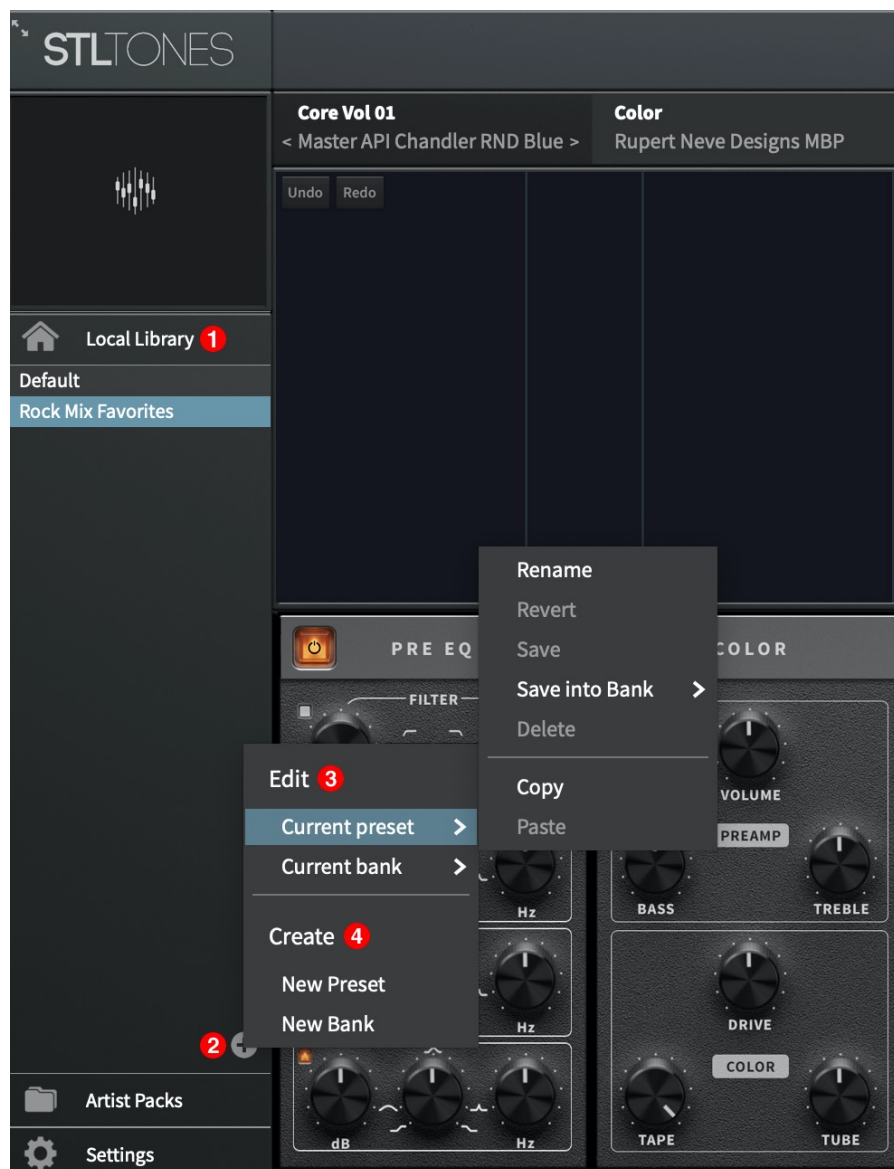 STLTONES
Core Vol 01
< Master API Chandler RND Blue >
Color
Rupert Neve Designs MBP
Undo Redo
Local Library 1
Default
Rock Mix Favorites
Rename
Revert
Save
Save into Bank >
Delete
Copy
Paste
PRE EQ
COLOR
FILTER
Edit 3
Current preset >
Current bank >
Create 4
New Preset
New Bank
2 +
VOLUME
PREAMP
Hz
BASS
TREBLE
Hz
DRIVE
COLOR
dB
Hz
TAPE
TUBE
Artist Packs
Settings